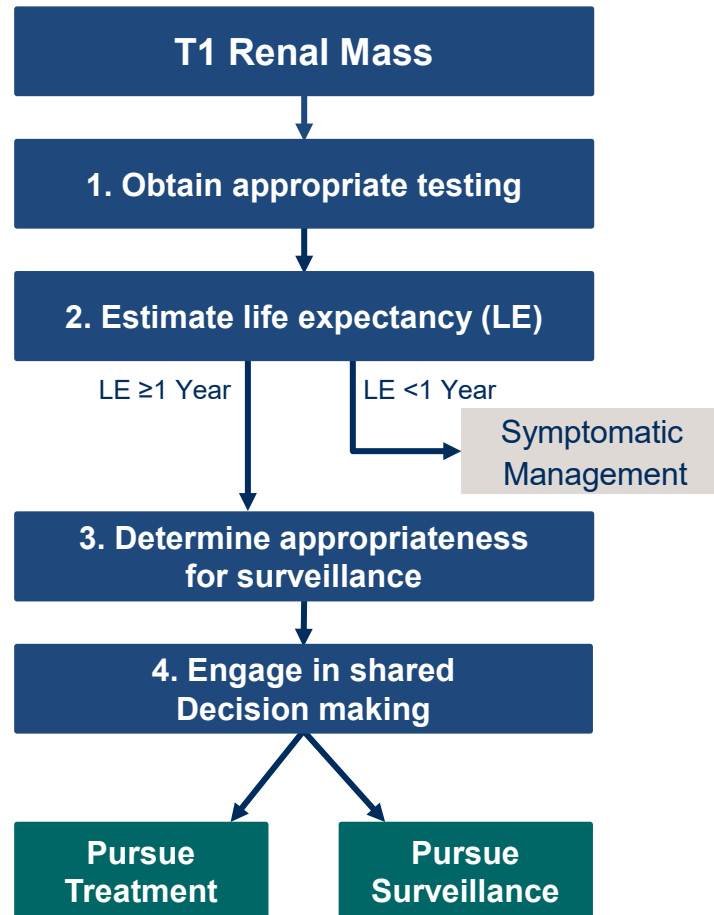 T1 Renal Mass
1. Obtain appropriate testing
2. Estimate life expectancy (LE)
LE ≥1 Year
LE <1 Year
Symptomatic
Management
3. Determine appropriateness
for surveillance
4. Engage in shared
Decision making
Pursue
Treatment
Pursue
Surveillance